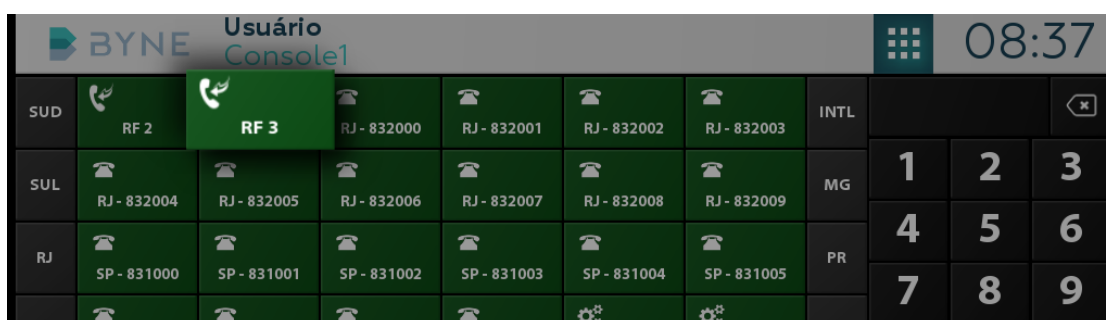 BYNE
Usuário
Console1
08:37
SUD
RF 2
RF 3
RJ - 832000
RJ - 832001
RJ - 832002
RJ - 832003
INTL
SUL
RJ - 832004
RJ - 832005
RJ - 832006
RJ - 832007
RJ - 832008
RJ - 832009
MG
RJ
SP - 831000
SP - 831001
SP - 831002
SP - 831003
SP - 831004
SP - 831005
PR
1 2 3
4 5 6
7 8 9